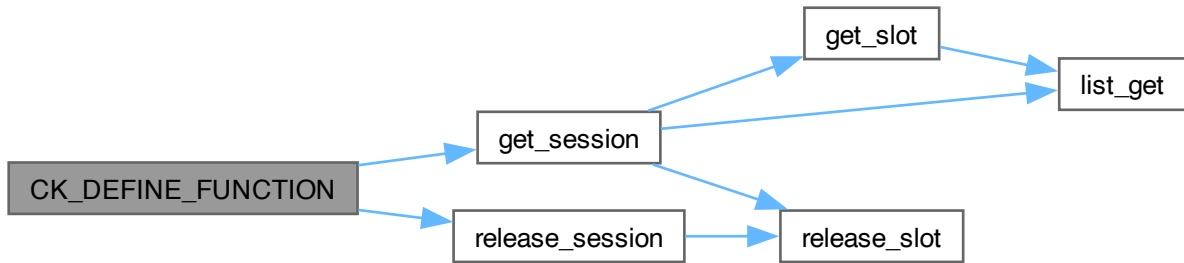 get_slot
list_get
get_session
CK_DEFINE_FUNCTION
release_session
release_slot